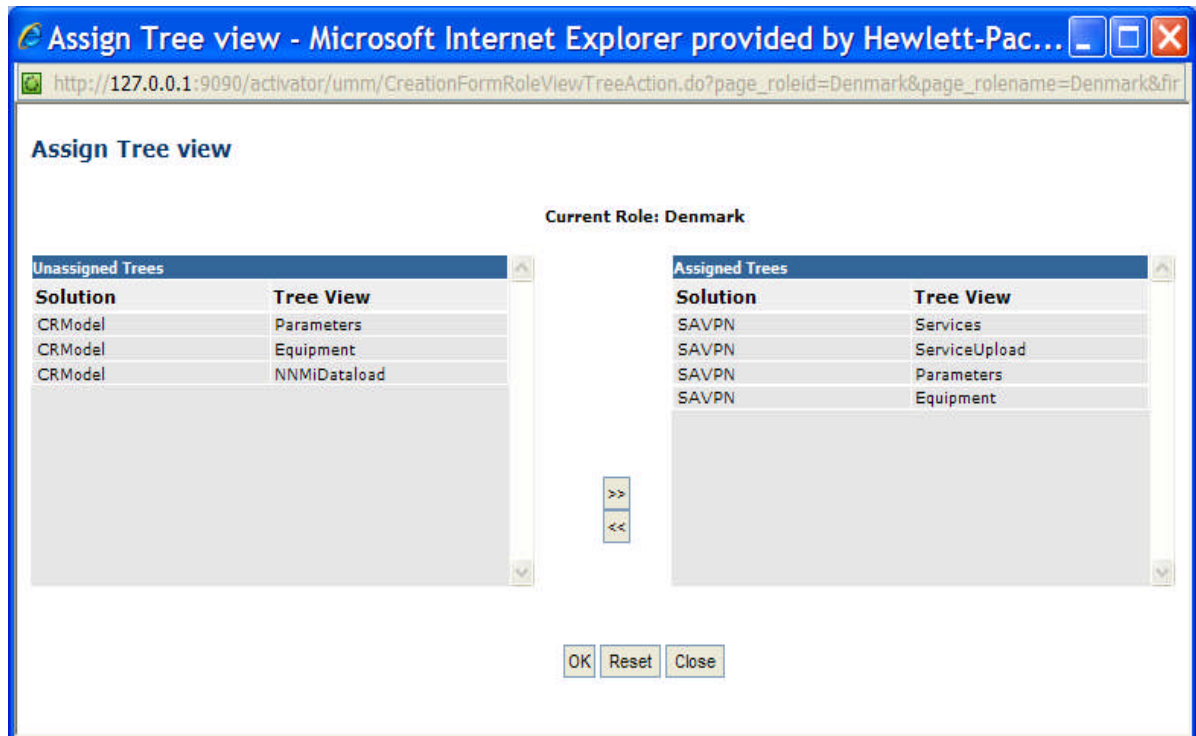 Assign Tree view - Microsoft Internet Explorer provided by Hewlett-Pac...
http://127.0.0.1:9090/activator/umm/CreationFormRoleViewTreeAction.do?page_roleid=Denmark&page_rolename=Denmark&fir
Assign Tree view
Current Role: Denmark
Unassigned Trees
Solution Tree View
CRModel Parameters
CRModel Equipment
CRModel NNMiDataload
Assigned Trees
Solution Tree View
SAVPN Services
SAVPN ServiceUpload
SAVPN Parameters
SAVPN Equipment
>>
<<
OK Reset Close